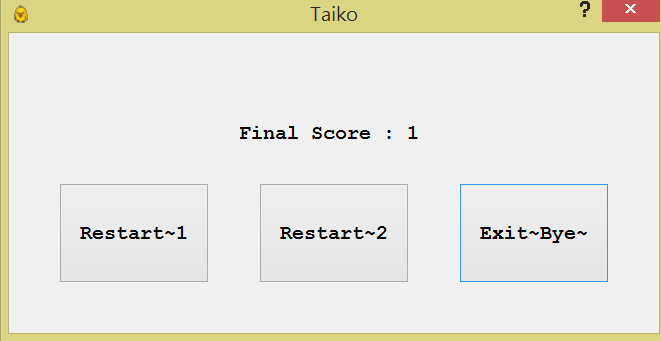 Taiko
?
Final Score : 1
Restart~1
Restart~2
Exit~Bye~